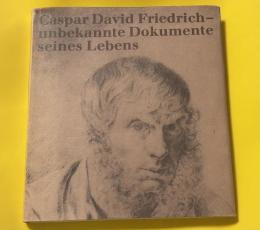 Caspar David Friedrich–
unbekannte Dokumente
seines Lebens